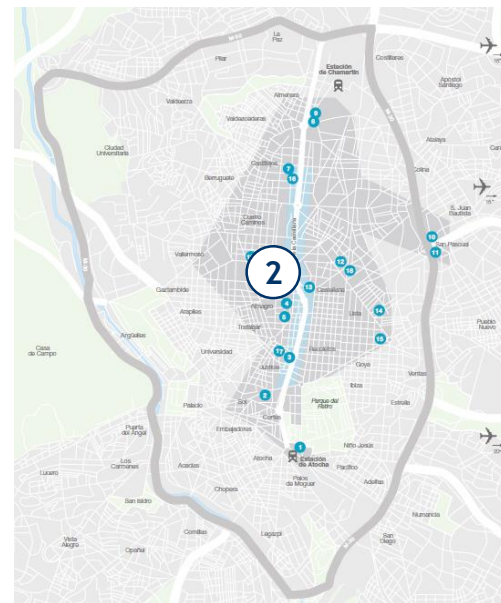 La
Paz
M 30
Pilar
Costillares
Estación
de Chamartín
Apóstol
Santiago
Almenara
Valdeacederas
9
8
Atalaya
Ciudad
Universitaria
Castillejos
Colina
7
16
Berruguete
S. Juan
Bautista
Cuatro
Caminos
10
San Pascual
11
Vallermoso
12
18
2
Gaztambide
13
Castellana
Almagro
4
Lista
14
Arapiles
5
Trafalgar
Pueblo
Nuevo
Argüelles
15
Casa
de Campo
Universidad
17
3
Recoletos
Justicia
Goya
Ventas
Ibiza
2
Palacio
Sol
Parque del
Retiro
Estrella
Cortes
Puerta
del Ángel
Embajadores
1
Niño Jesús
Atocha
Estación
de Atocha
Pacífico
Lucero
Los
Cármenes
Acacias
Palos
de Moguer
Adelfas
Chopera
San Isidro
Numancia
Comillas
Legazpi
San
Diego
Vista
Alegre
Opañel